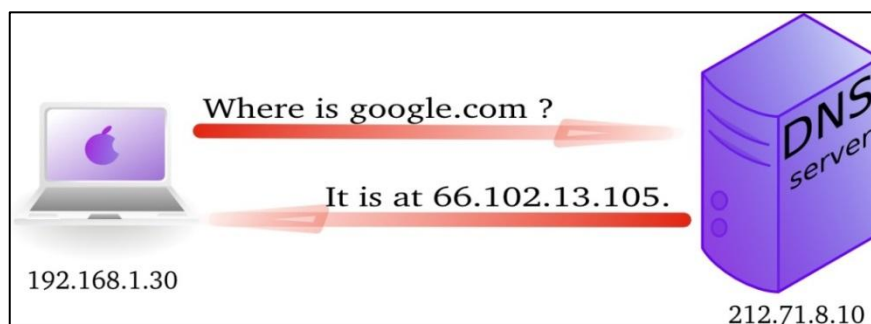 Where is google.com ?
DNS
server
It is at 66.102.13.105.
192.168.1.30
212.71.8.10